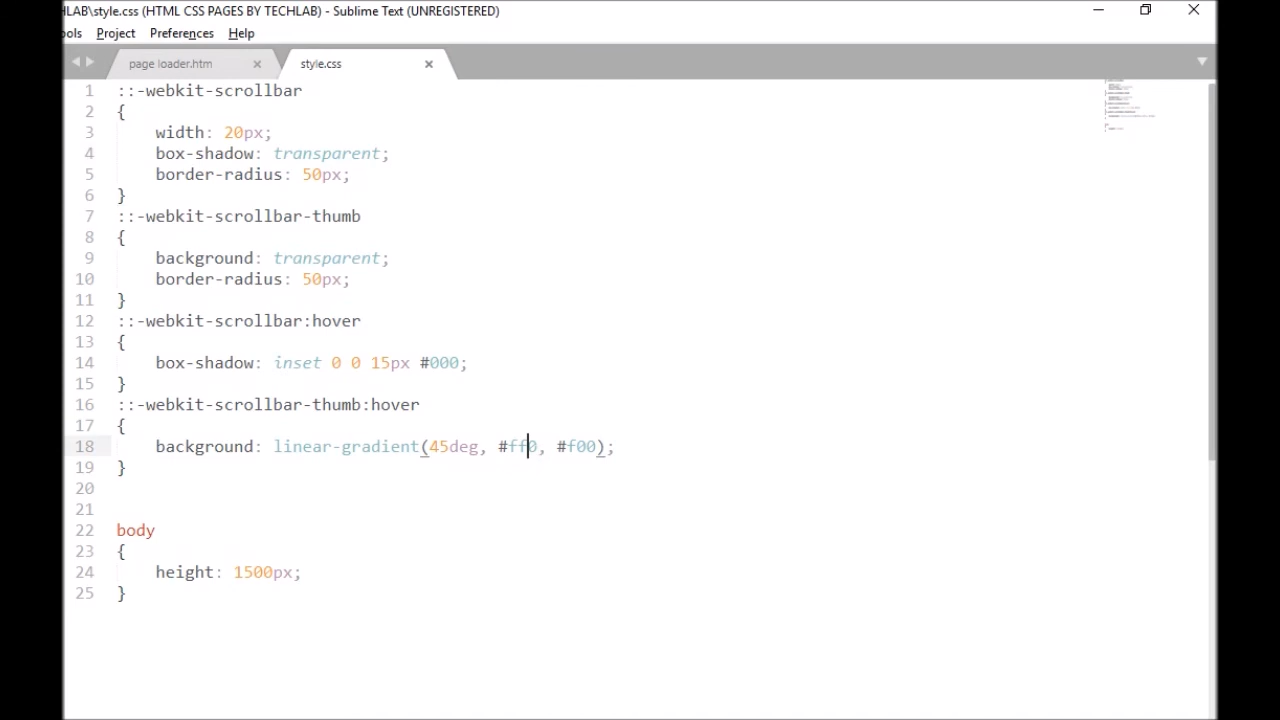 HLAB\style.css (HTML CSS PAGES BY TECHLAB) - Sublime Text (UNREGISTERED)
ols Project Preferences Help
page loader.htm × style.css ×
1 ::-webkit-scrollbar
2 {
3 width: 20px;
4 box-shadow: transparent;
5 border-radius: 50px;
6 }
7 ::-webkit-scrollbar-thumb
8 {
9 background: transparent;
10 border-radius: 50px;
11 }
12 ::-webkit-scrollbar:hover
13 {
14 box-shadow: inset 0 0 15px #000;
15 }
16 ::-webkit-scrollbar-thumb:hover
17 {
18 background: linear-gradient(45deg, #ff0, #f00);
19 }
20
21
22 body
23 {
24 height: 1500px;
25 }